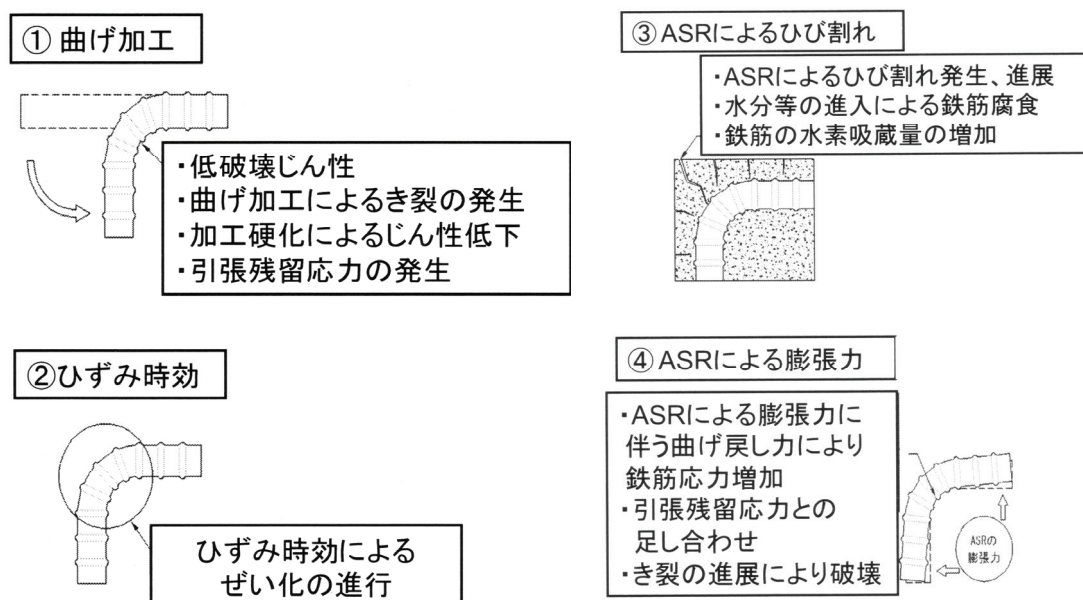 ① 曲げ加工
・低破壊じん性
・曲げ加工によるき裂の発生
・加工硬化によるじん性低下
・引張残留応力の発生
②ひずみ時効
ひずみ時効による
ぜい化の進行
③ASRによるひび割れ
・ASRによるひび割れ発生、進展
・水分等の進入による鉄筋腐食
・鉄筋の水素吸蔵量の増加
④ASRによる膨張力
・ASRによる膨張力に
伴う曲げ戻し力により
鉄筋応力増加
・引張残留応力との
足し合わせ
・き裂の進展により破壊
ASRの
膨張力